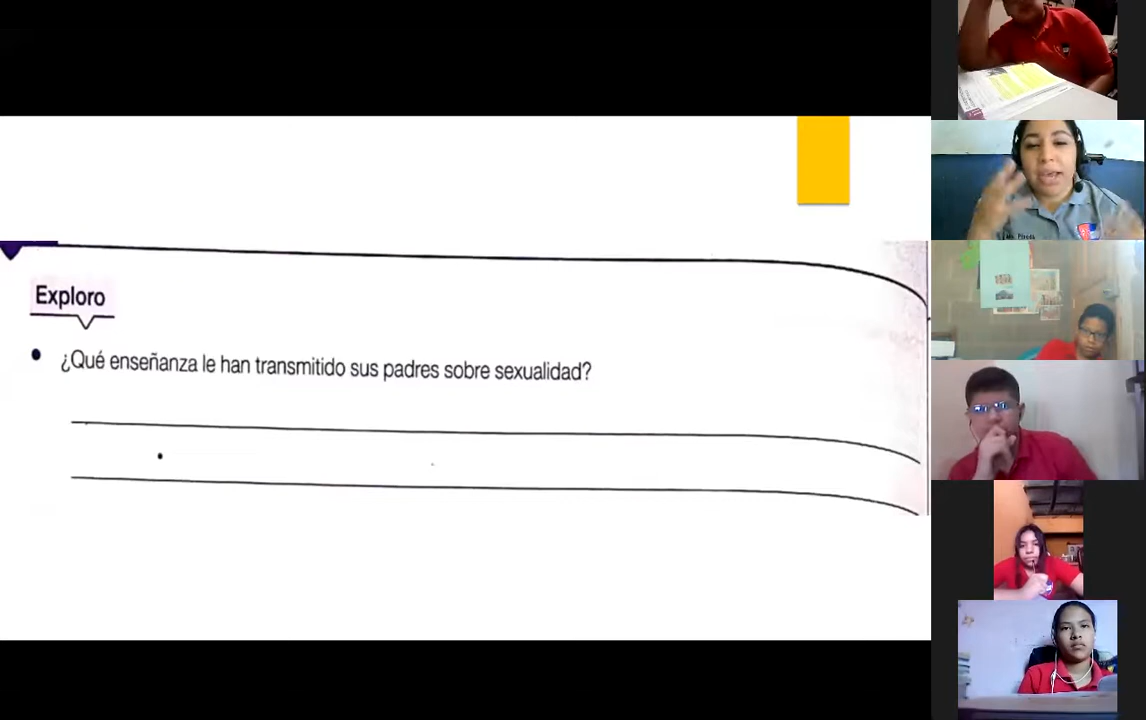 Exploro
• ¿Qué enseñanza le han transmitido sus padres sobre sexualidad?